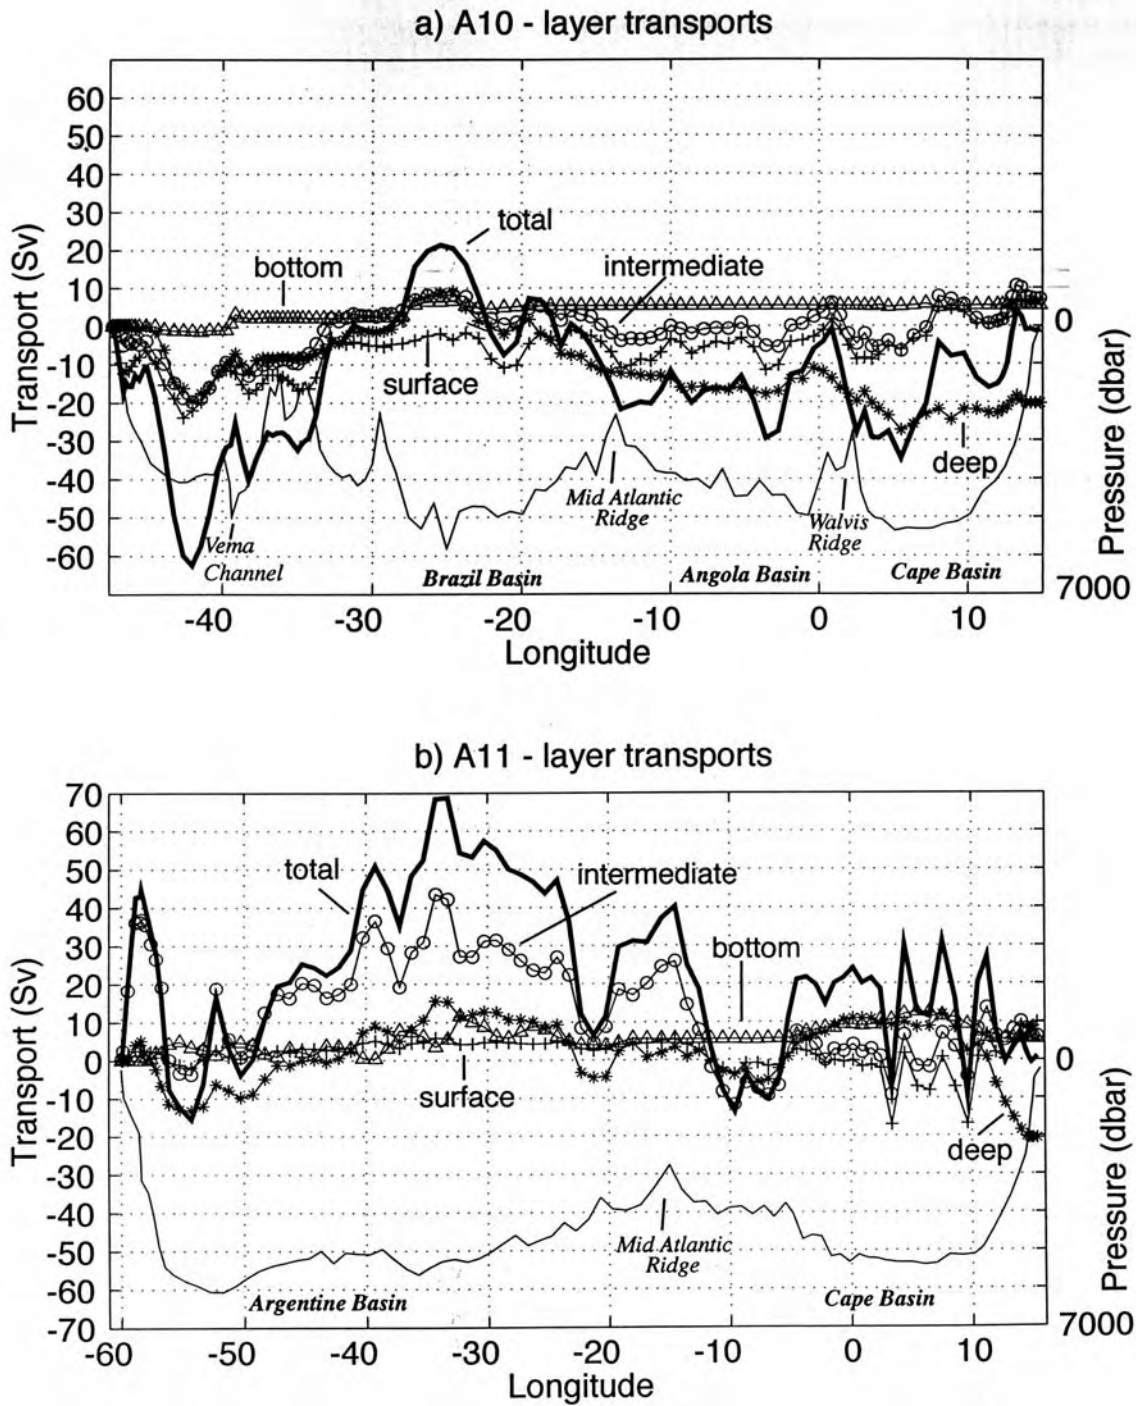 a) A10 - layer transports
60
50
40
30
20
10
0
-10
-20
-30
-40
-50
-60
Transport (Sv)
total
bottom
intermediate
surface
deep
Vema
Channel
Brazil Basin
Mid Atlantic
Ridge
Angola Basin
Walvis
Ridge
Cape Basin
0
Pressure (dbar)
7000
-40
-30
-20
-10
0
10
Longitude
b) A11 - layer transports
70
60
50
40
30
20
10
0
-10
-20
-30
-40
-50
-60
-70
Transport (Sv)
total
intermediate
bottom
surface
deep
Mid Atlantic
Ridge
Argentine Basin
Cape Basin
0
Pressure (dbar)
7000
-60
-50
-40
-30
-20
-10
0
10
Longitude